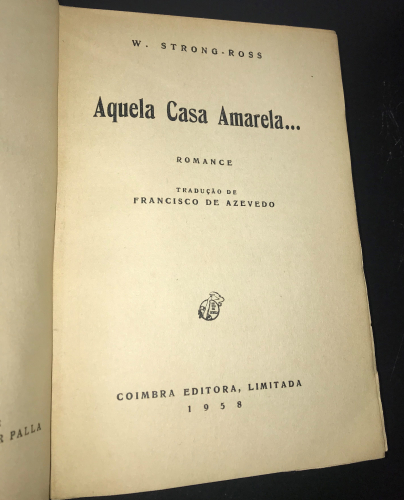 W. STRONG-ROSS
Aquela Casa Amarela...
ROMANCE
TRADUÇÃO DE
FRANCISCO DE AZEVEDO
COIMBRA EDITORA, LIMITADA
1958
PALLA